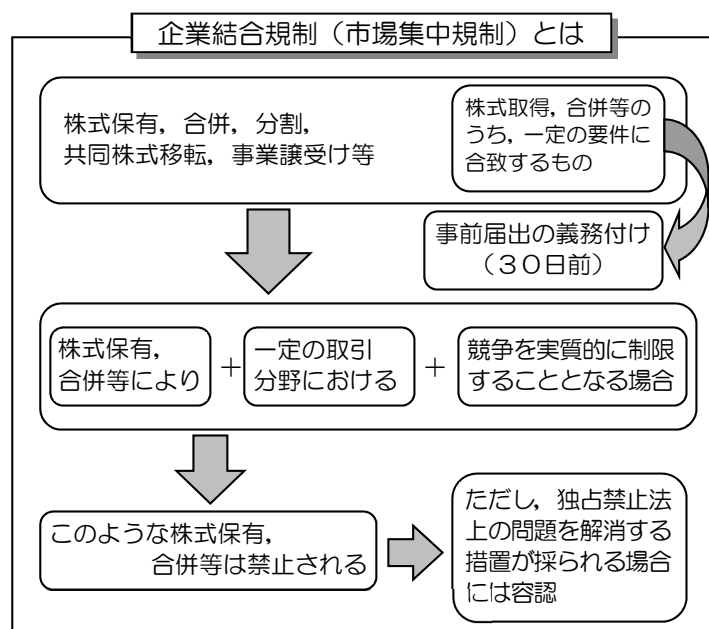 企業結合規制（市場集中規制）とは
株式保有，合併，分割，
共同株式移転，事業譲受け等
株式取得，合併等の
うち，一定の要件に
合致するもの
事前届出の義務付け
（３０日前）
株式保有，
合併等により
＋
一定の取引
分野における
＋
競争を実質的に制限
することとなる場合
このような株式保有，
合併等は禁止される
ただし，独占禁止法
上の問題を解消する
措置が採られる場合
には容認